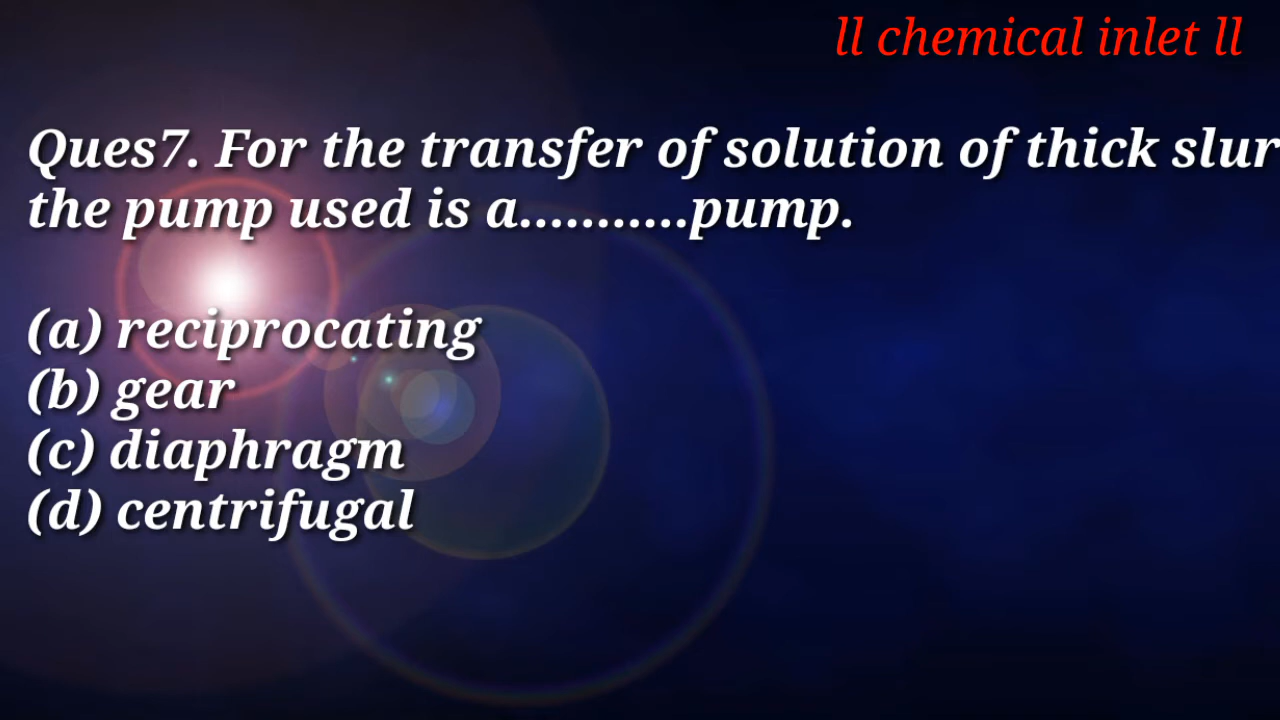 ll chemical inlet ll
Ques7. For the transfer of solution of thick slur
the pump used is a...........pump.
(a) reciprocating
(b) gear
(c) diaphragm
(d) centrifugal